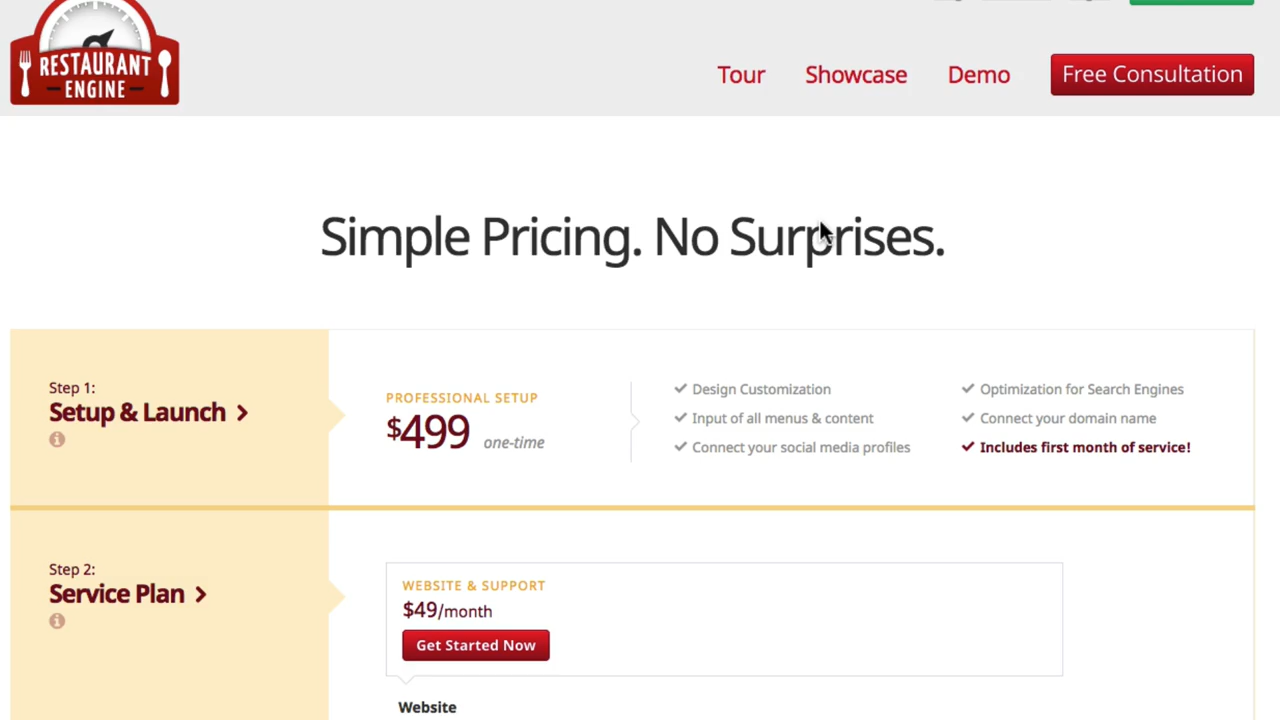 RESTAURANT
ENGINE
Tour
Showcase
Demo
Free Consultation
Simple Pricing. No Surprises.
Step 1:
Setup & Launch
PROFESSIONAL SETUP
$499 one-time
Design Customization
Input of all menus & content
Connect your social media profiles
Optimization for Search Engines
Connect your domain name
Includes first month of service!
Step 2:
Service Plan
WEBSITE & SUPPORT
$49/month
Get Started Now
Website